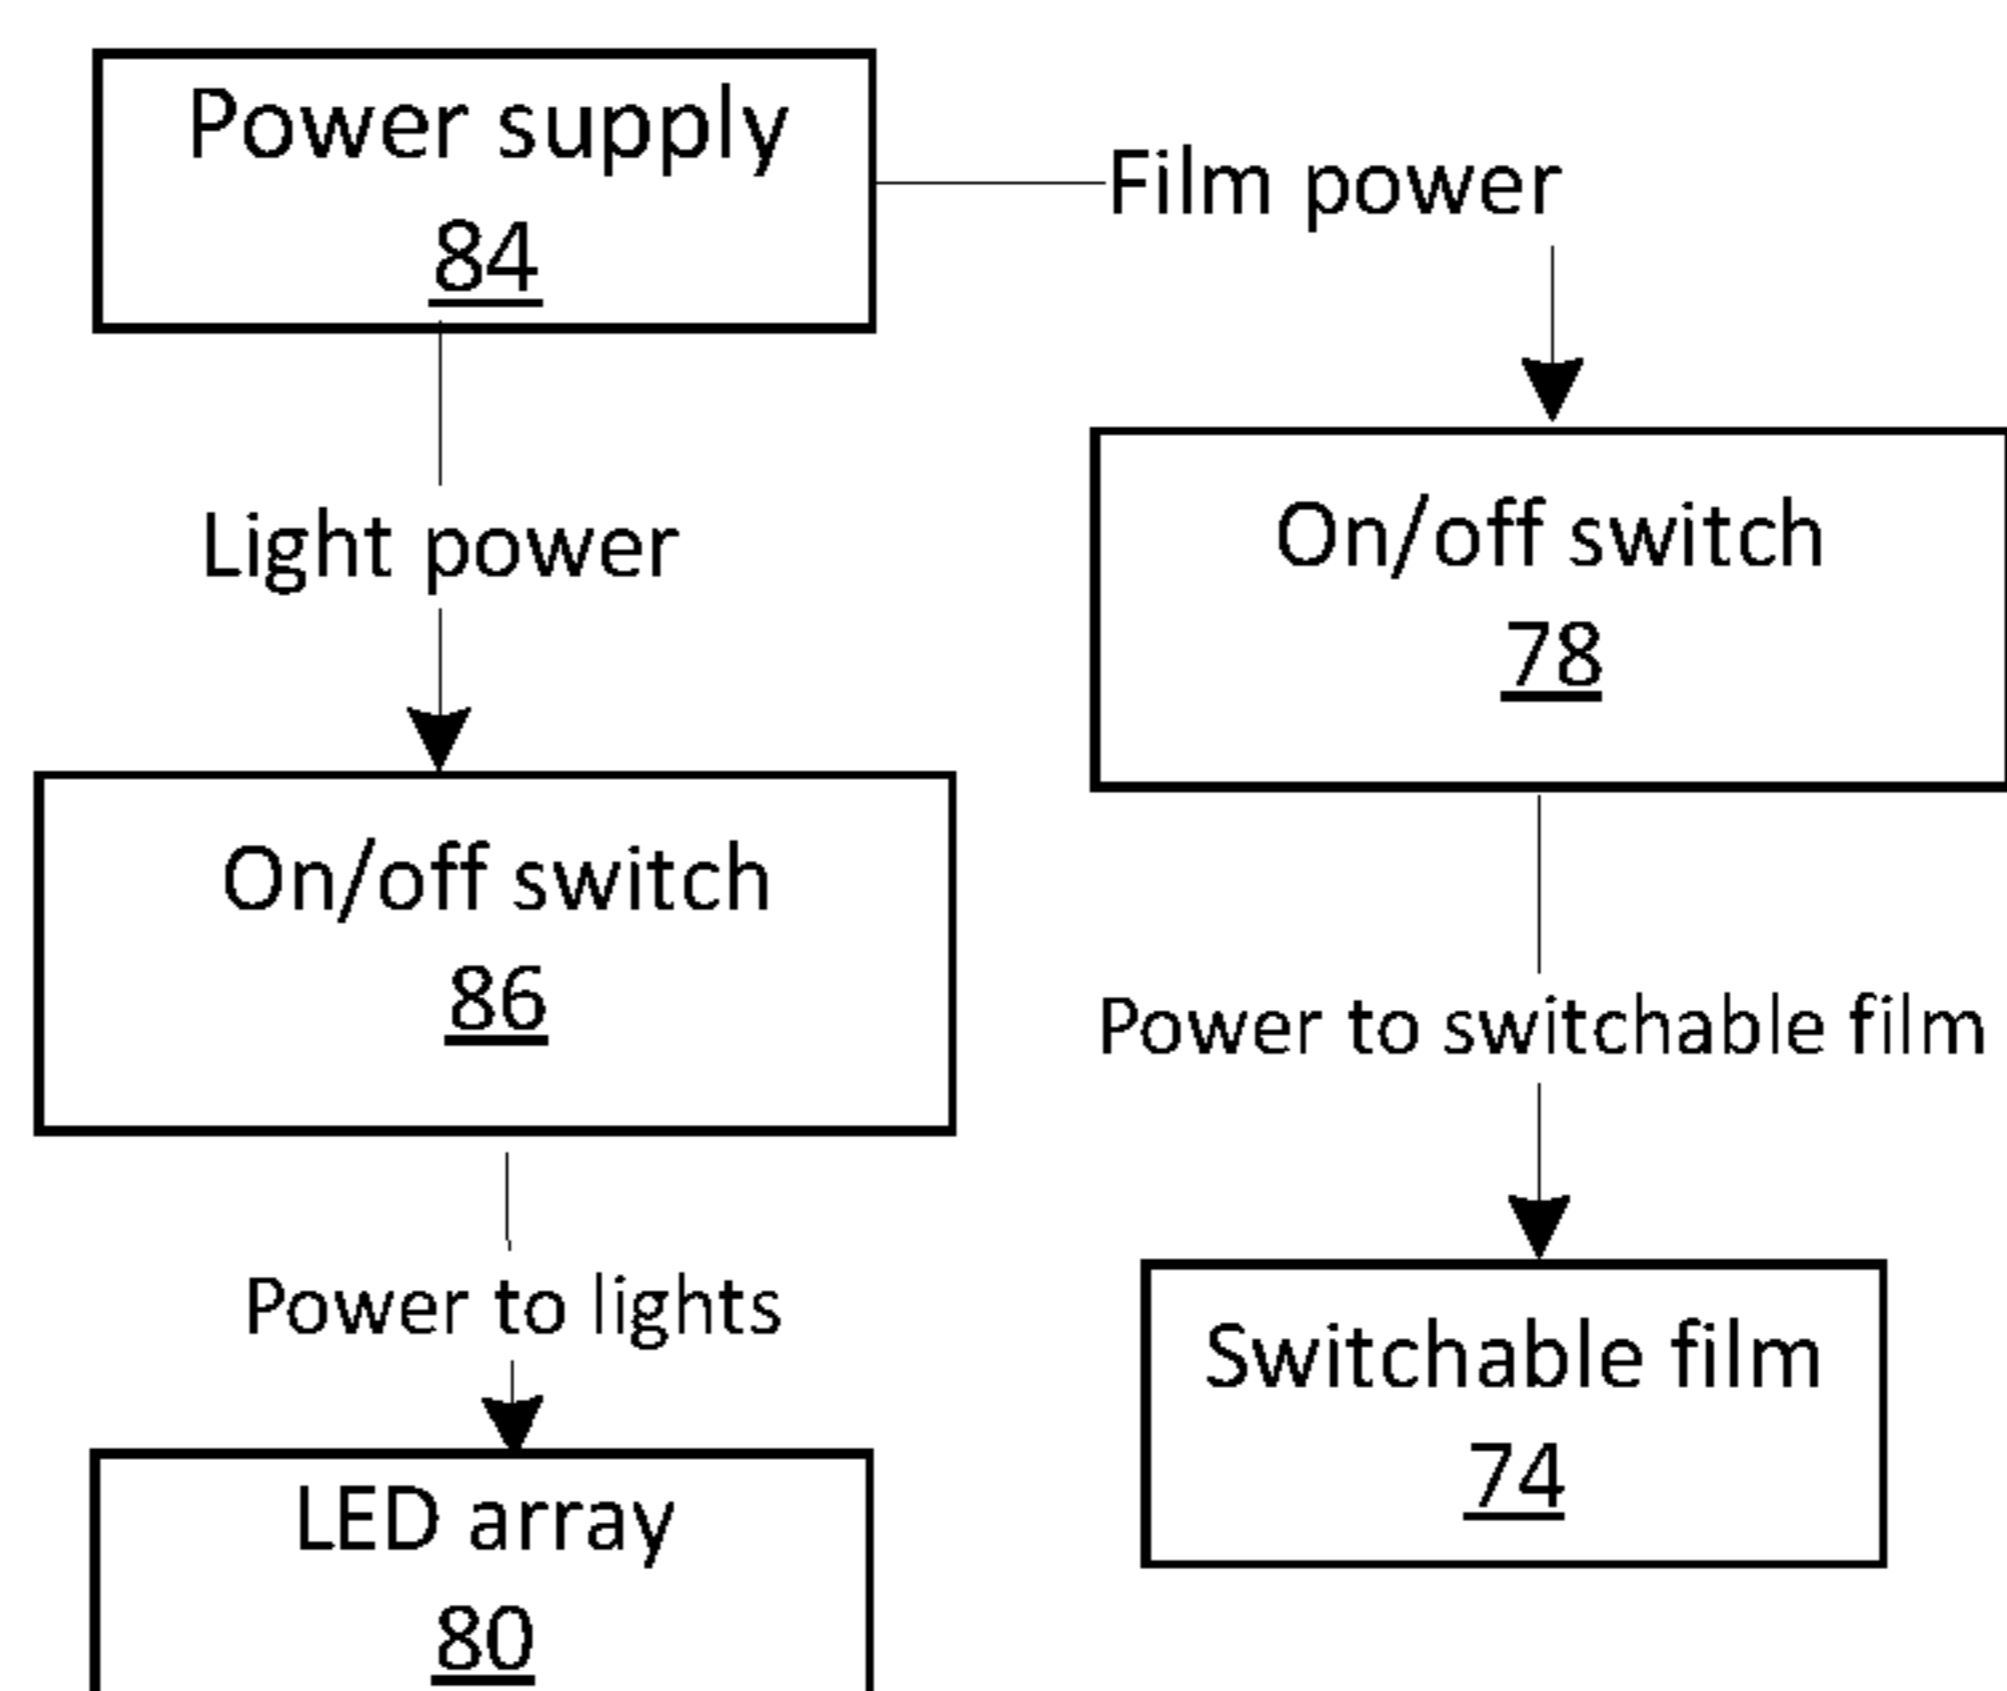 Power supply
84
Film power
Light power
On/off switch
78
On/off switch
86
Power to switchable film
Power to lights
Switchable film
74
LED array
80